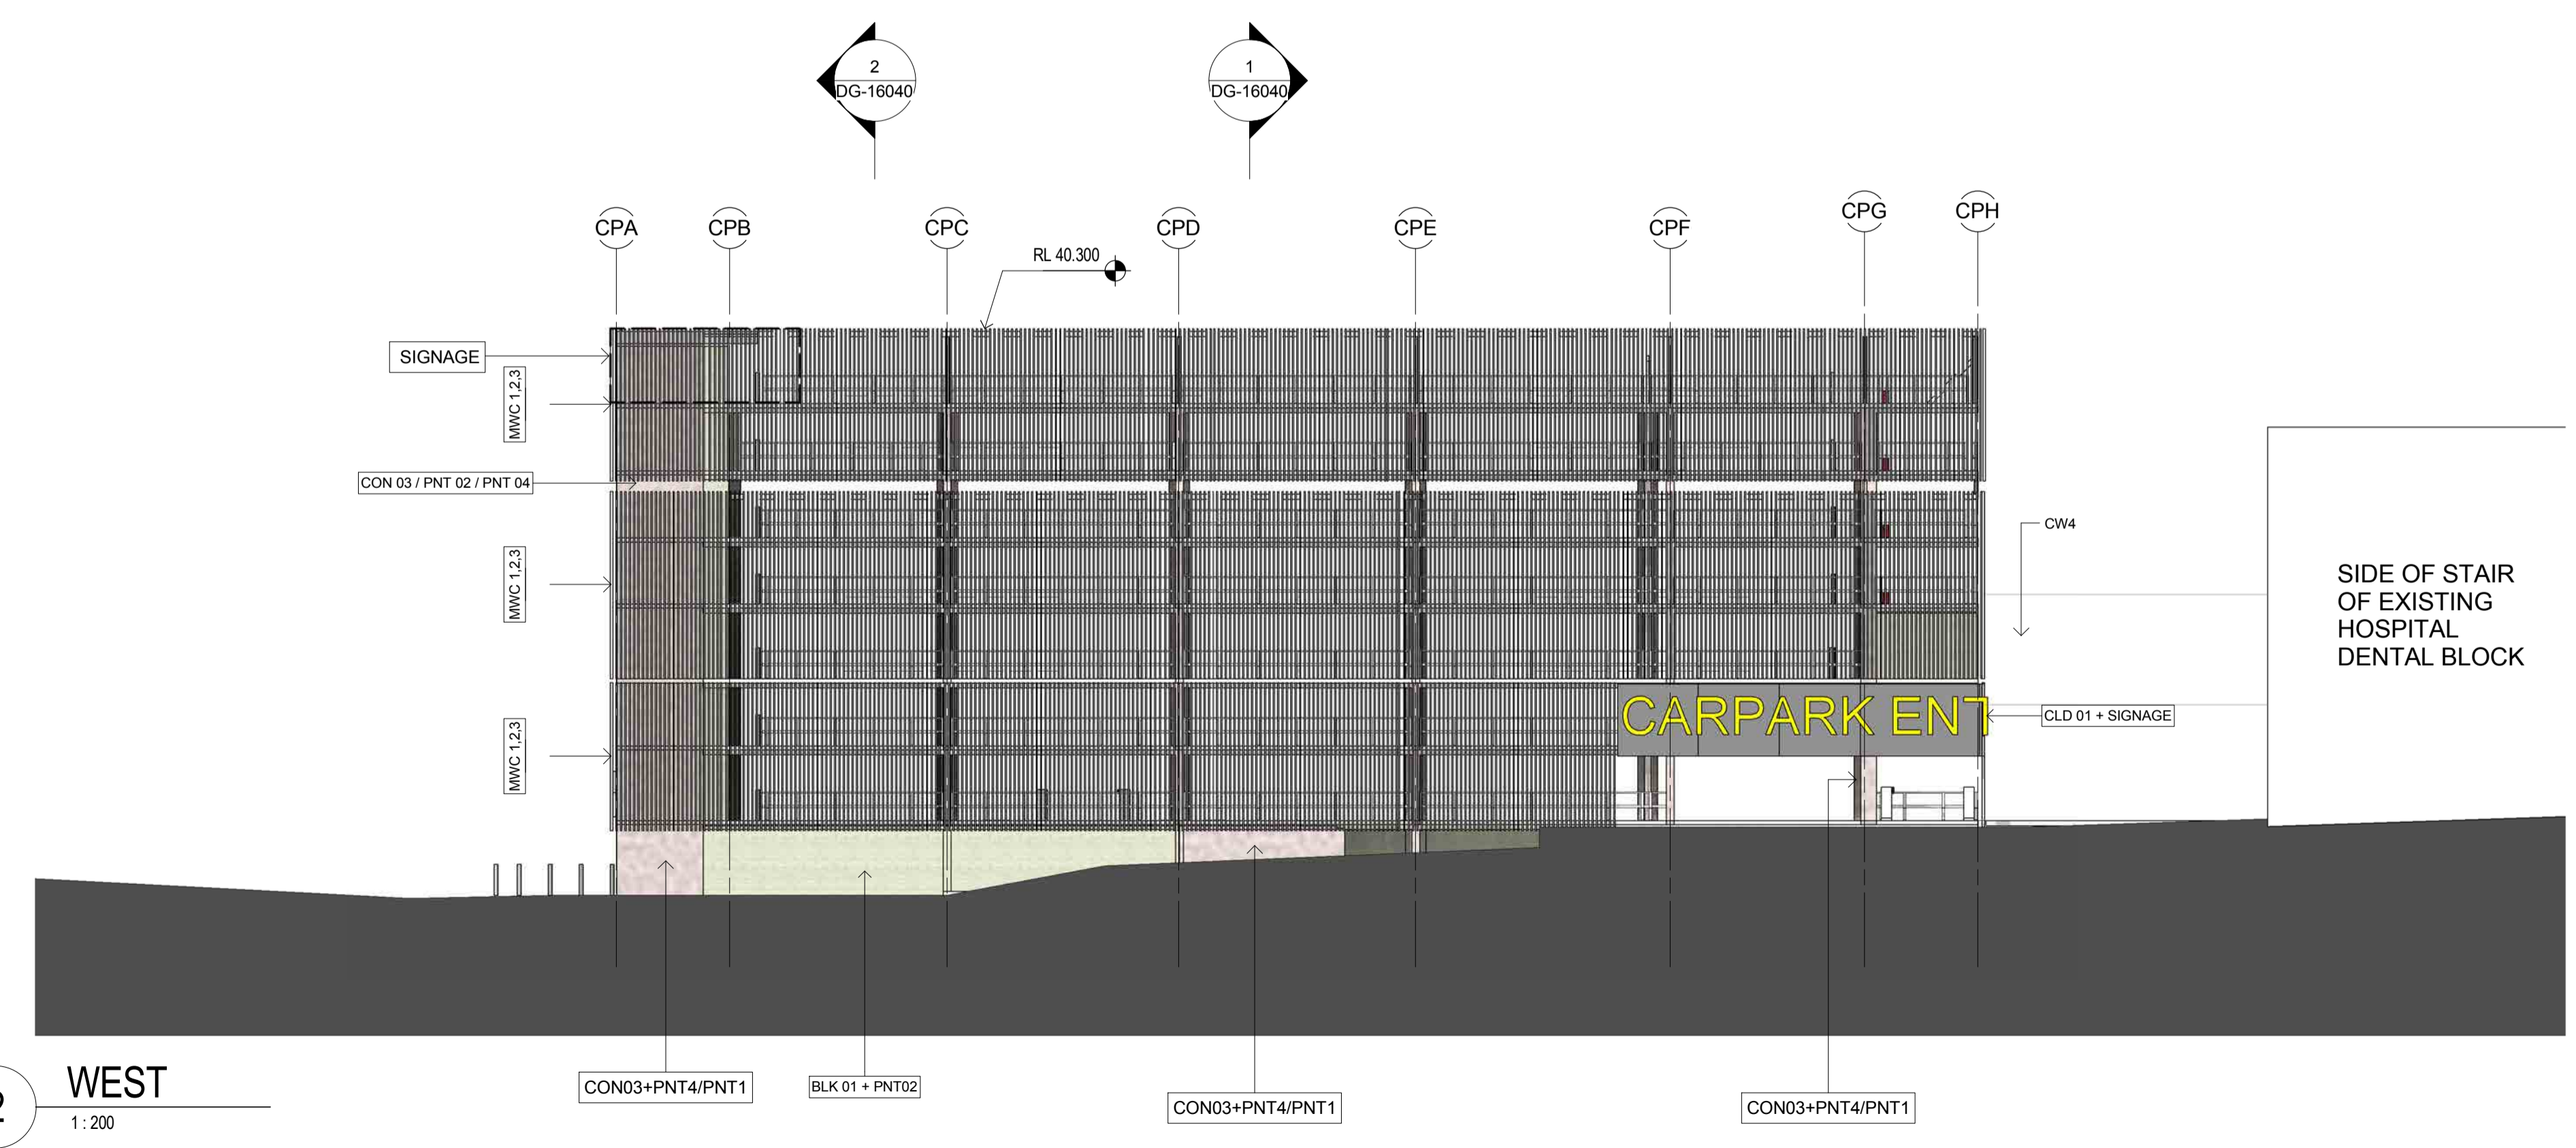 2
DG-16040
1
DG-16040
CPA
CPB
CPC
CPD
CPE
CPF
CPG
CPH
RL 40.300
SIGNAGE
MWC 1,2,3
CON 03 / PNT 02 / PNT 04
MWC 1,2,3
MWC 1,2,3
CW4
SIDE OF STAIR
OF EXISTING
HOSPITAL
DENTAL BLOCK
CARPARK ENT
CLD 01 + SIGNAGE
CON03+PNT4/PNT1
BLK 01 + PNT02
CON03+PNT4/PNT1
CON03+PNT4/PNT1
2
WEST
1 : 200